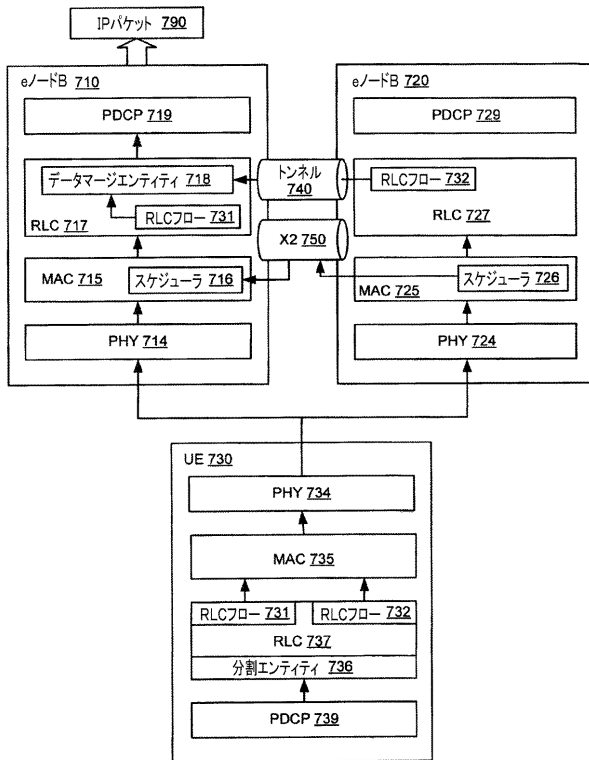 IPパケット 790
eノードB 710
PDCP 719
データマージエンティティ 718
RLCフロー 731
RLC 717
MAC 715
スケジューラ 716
PHY 714
トンネル
740
X2 750
eノードB 720
PDCP 729
RLCフロー 732
RLC 727
スケジューラ 726
MAC 725
PHY 724
UE 730
PHY 734
MAC 735
RLCフロー 731
RLCフロー 732
RLC 737
分割エンティティ 736
PDCP 739